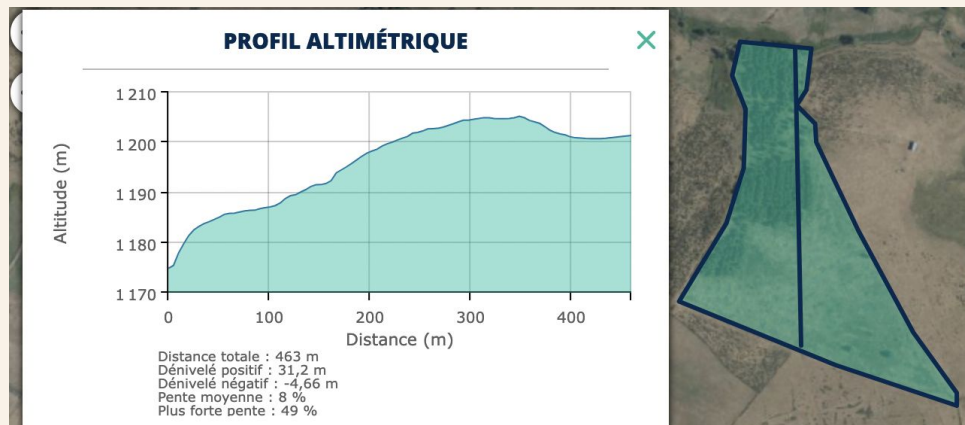 PROFIL ALTIMÉTRIQUE
Altitude (m)
1 210
1 200
1 190
1 180
1 170
0 100 200 300 400
Distance (m)
Distance totale : 463 m
Dénivelé positif : 31,2 m
Dénivelé négatif : -4,66 m
Pente moyenne : 8 %
Plus forte pente : 49 %